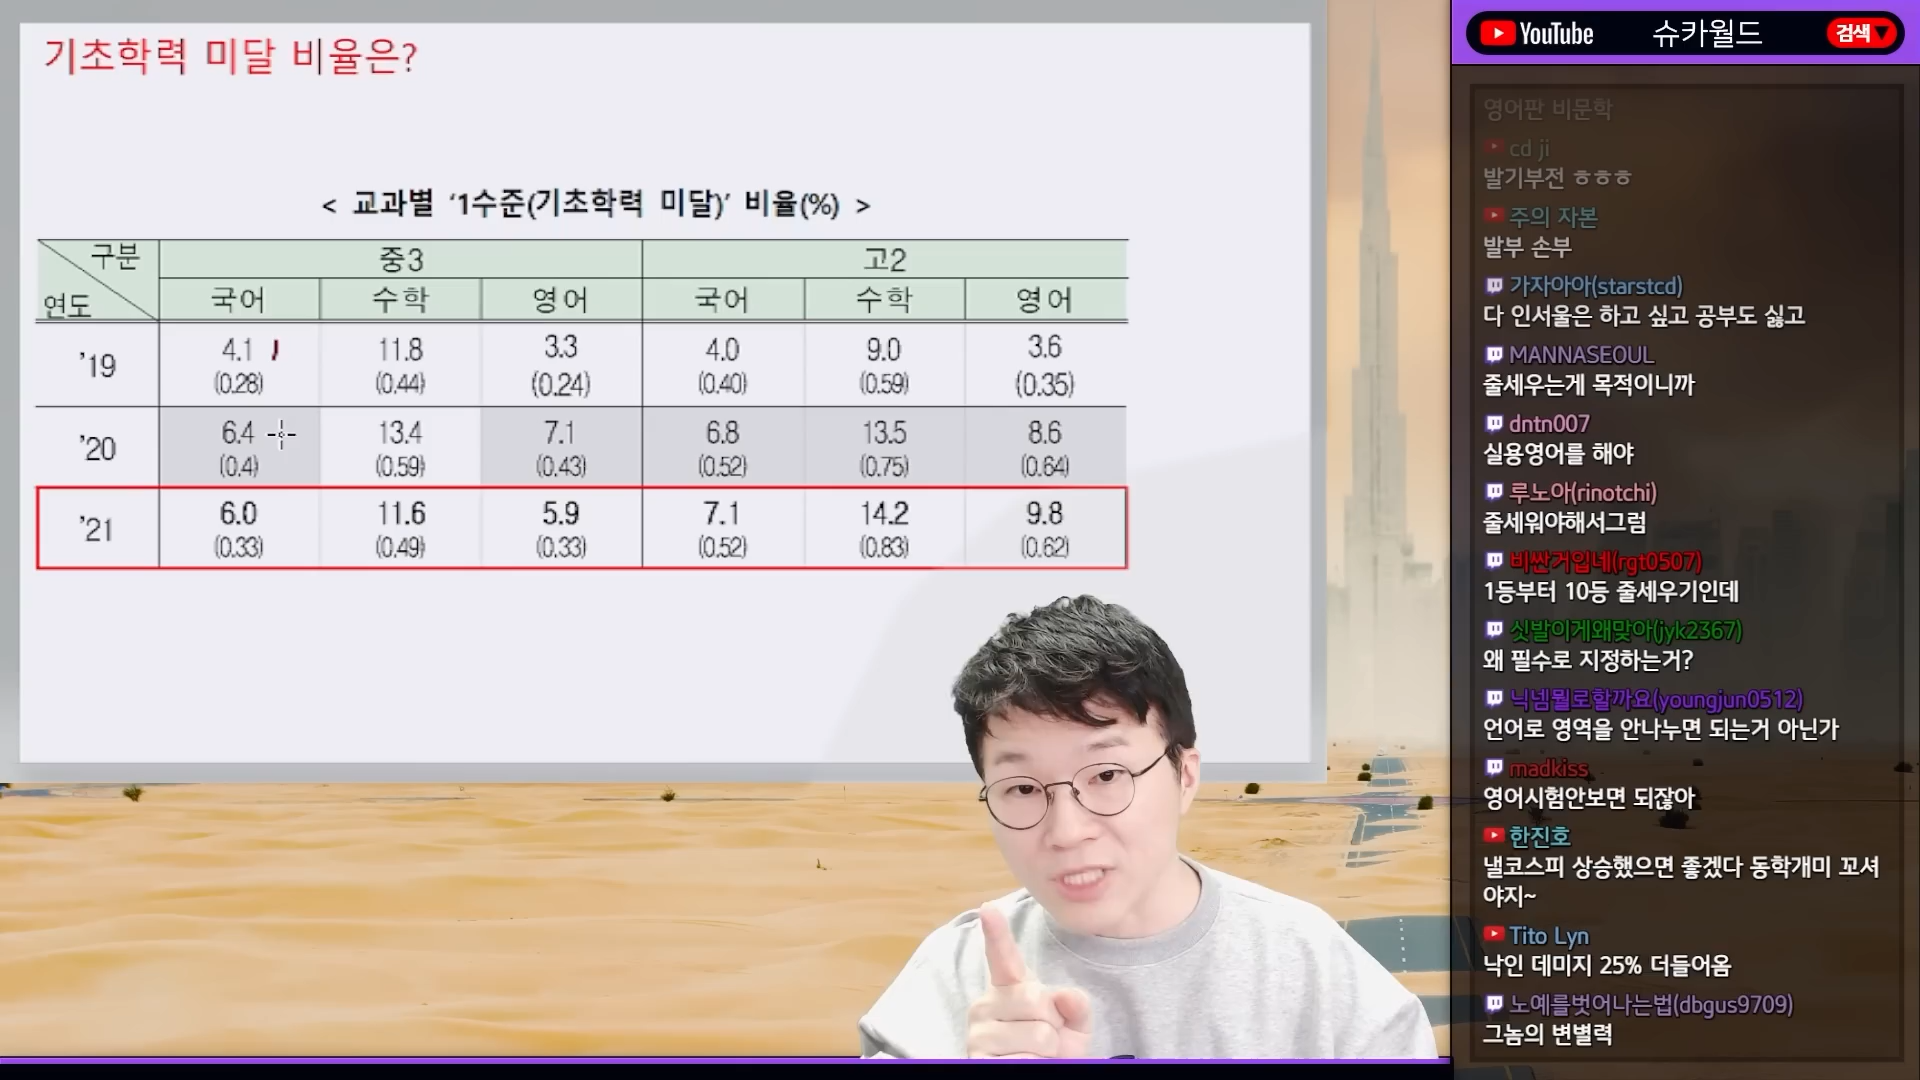 기초학력 미달 비율은?
< 교과별 '1수준(기초학력 미달)' 비율(%) >
구분 중3 고2
연도 국어 수학 영어 국어 수학 영어
'19 4.1 11.8 3.3 4.0 9.0 3.6
(0.28) (0.44) (0.24) (0.40) (0.59) (0.35)
'20 6.4 13.4 7.1 6.8 13.5 8.6
(0.4) (0.59) (0.43) (0.52) (0.75) (0.64)
'21 6.0 11.6 5.9 7.1 14.2 9.8
(0.33) (0.49) (0.33) (0.52) (0.83) (0.62)
YouTube 슈카월드 검색▼
영어판 비문학
cd ji
발기부전 ㅎㅎㅎ
주의 자본
발부 손부
가자아아(starstcd)
다 인서울은 하고 싶고 공부도 싫고
MANNASEOUL
줄세우는게 목적이니까
dntn007
실용영어를 해야
루노아(rinotchi)
줄세워야해서그럼
비싼거입네(rgt0507)
1등부터 10등 줄세우기인데
싯발이게왜맞아(jyk2367)
왜 필수로 지정하는거?
닉넴뭘로할까요(youngjun0512)
언어로 영역을 안나누면 되는거 아닌가
madkiss
영어시험안보면 되잖아
한진호
낼코스피 상승했으면 좋겠다 동학개미 꼬셔
야지~
Tito Lyn
낙인 데미지 25% 더들어옴
노예를벗어나는법(dbgus9709)
그놈의 변별력